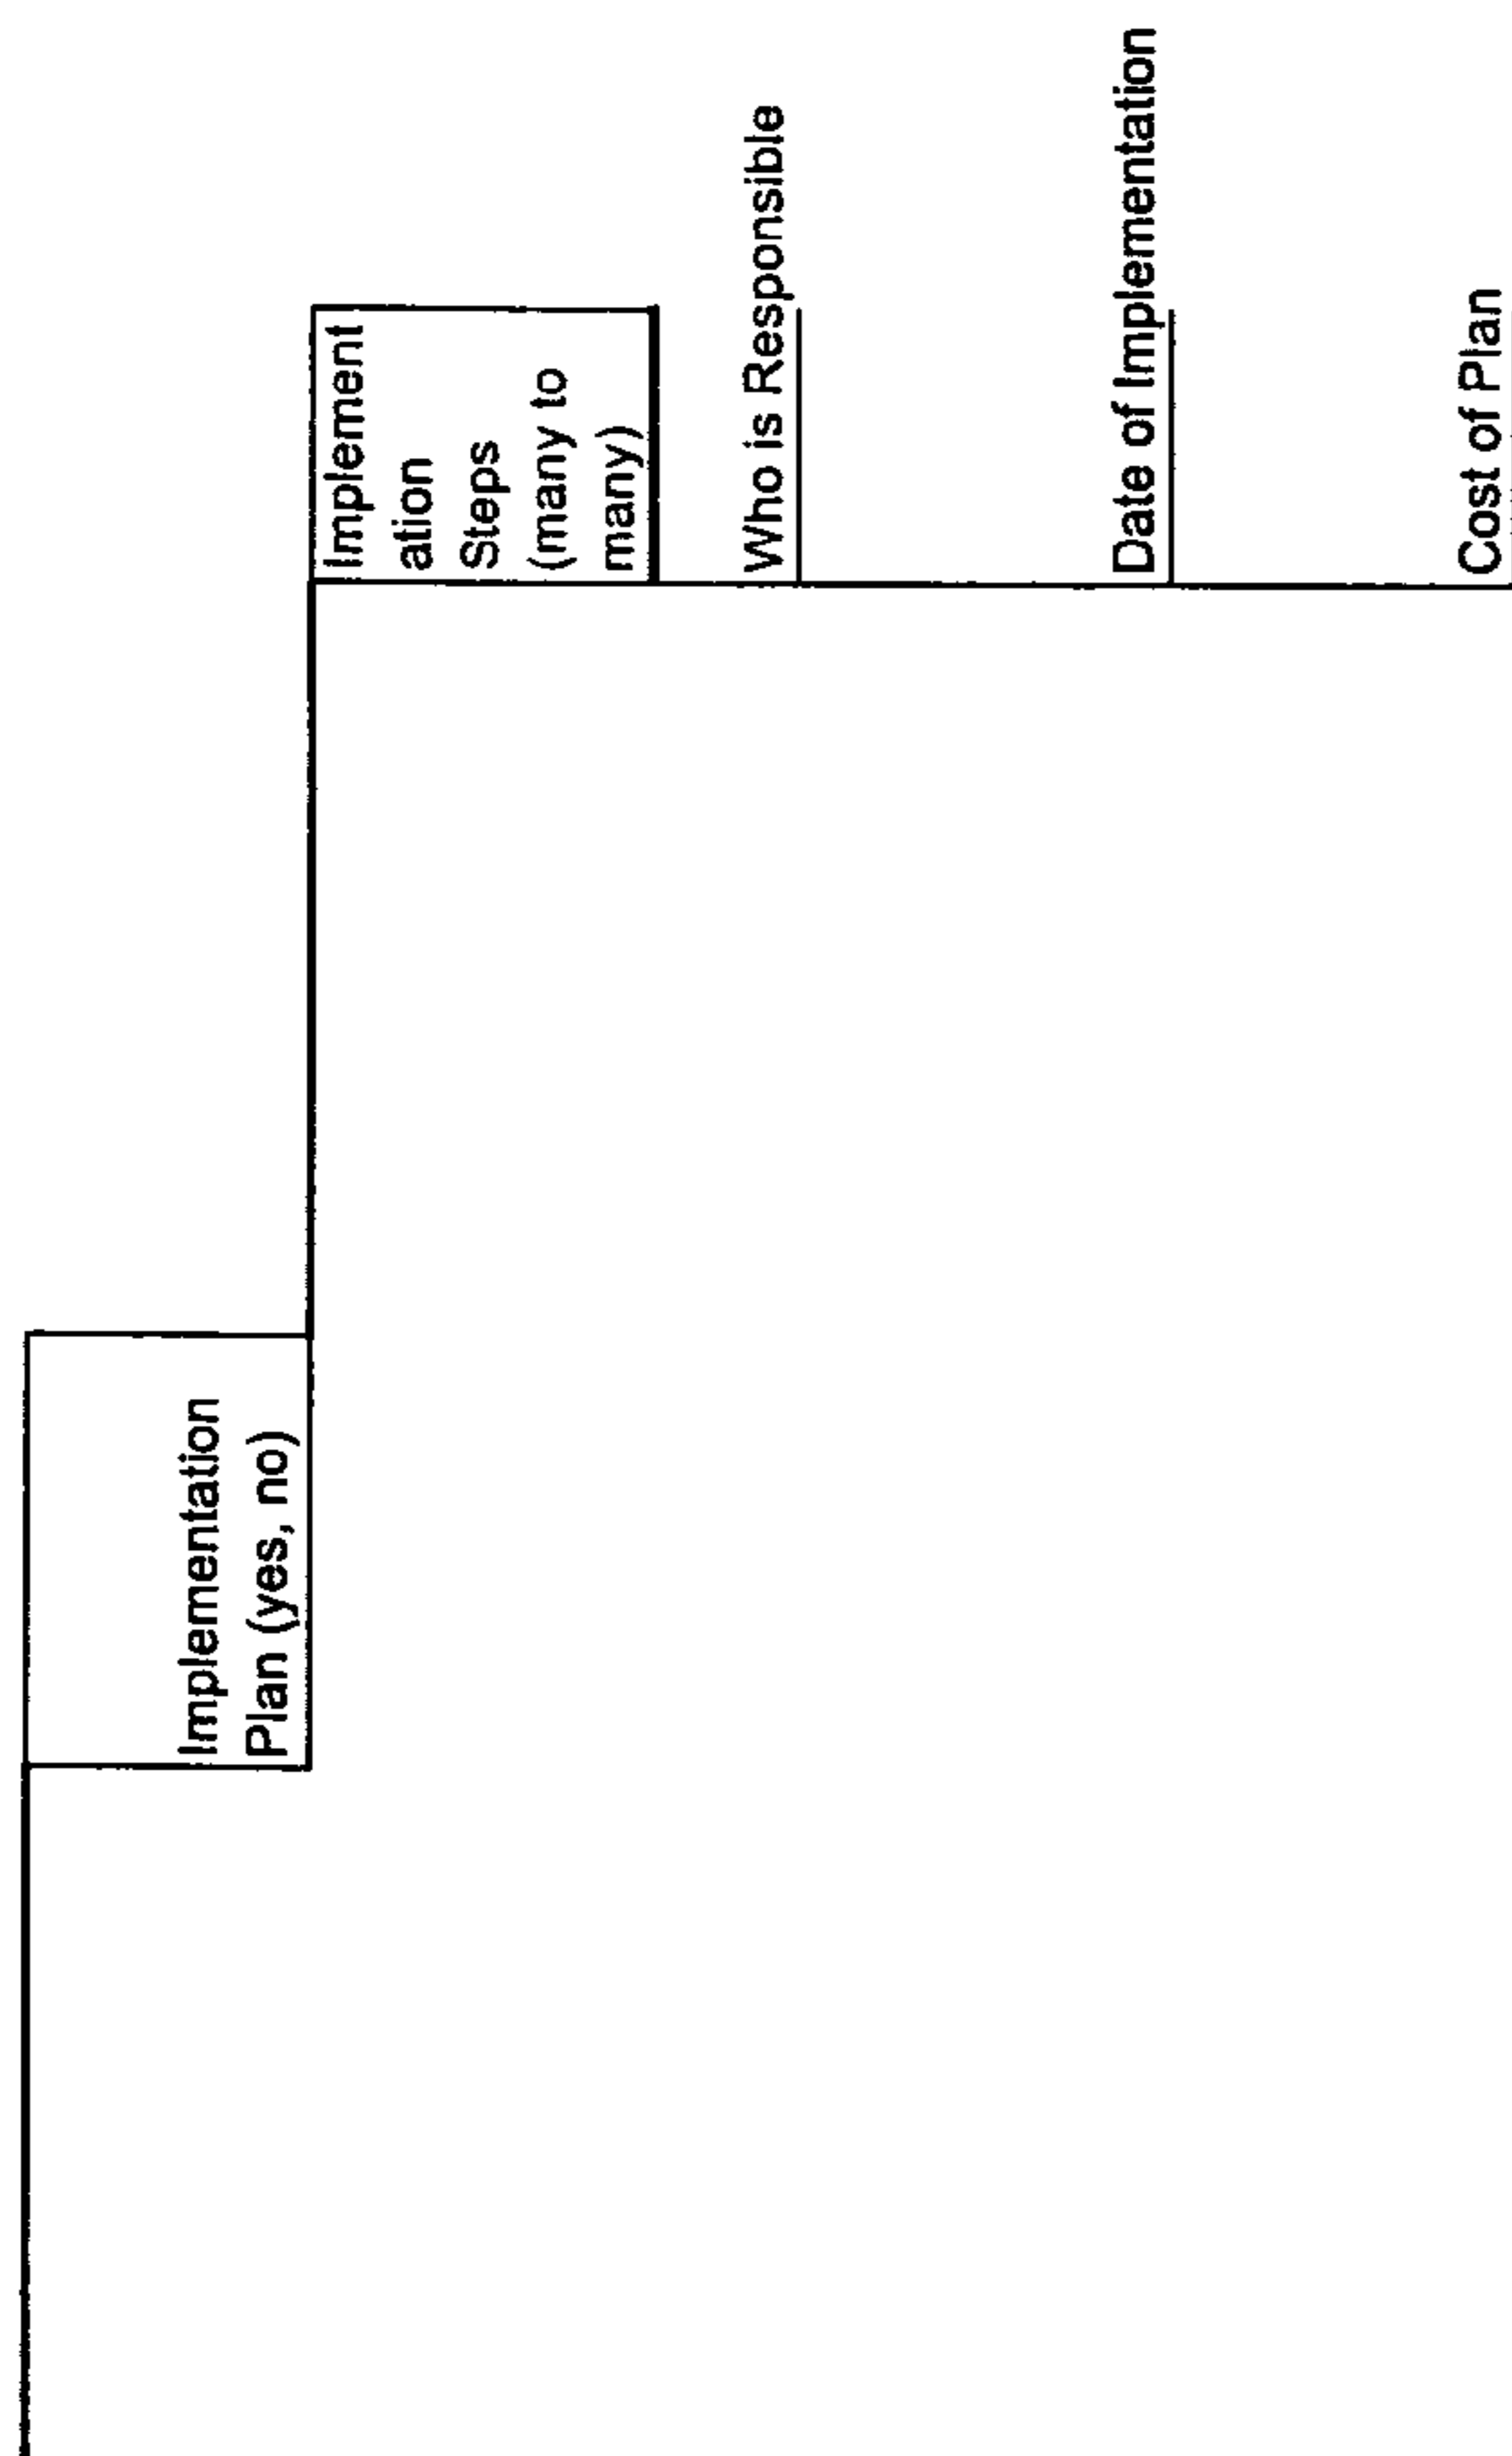 Implementation
Plan (yes, no)
Implement
ation
Steps
(many to
many)
Who is Responsible
Date of Implementation
Cost of Plan